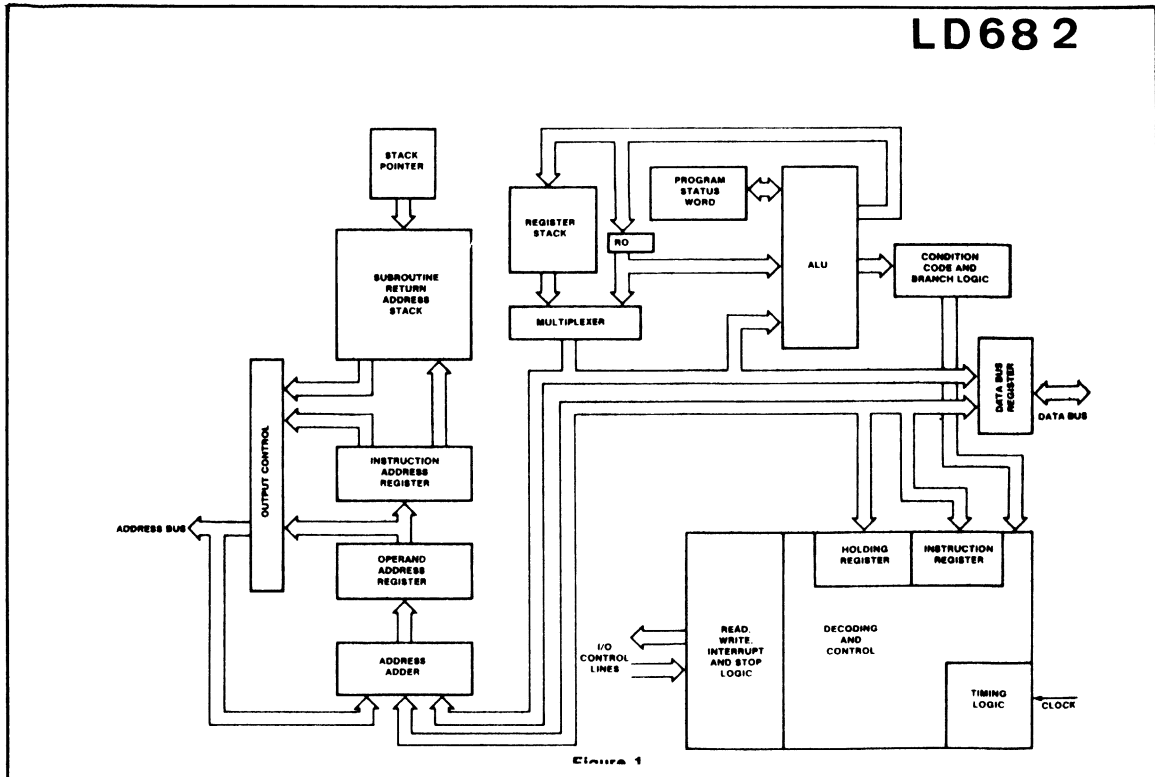 LD682
STACK
POINTER
SUBROUTINE
RETURN
ADDRESS
STACK
REGISTER
STACK
RO
MULTIPLEXER
PROGRAM
STATUS
WORD
ALU
CONDITION
CODE AND
BRANCH LOGIC
DATA BUS
REGISTER
DATA BUS
OUTPUT CONTROL
INSTRUCTION
ADDRESS
REGISTER
ADDRESS BUS
OPERAND
ADDRESS
REGISTER
ADDRESS
ADDER
HOLDING
REGISTER
INSTRUCTION
REGISTER
I/O
CONTROL
LINES
READ,
WRITE,
INTERRUPT
AND STOP
LOGIC
DECODING
AND
CONTROL
TIMING
LOGIC
CLOCK
Figure 1